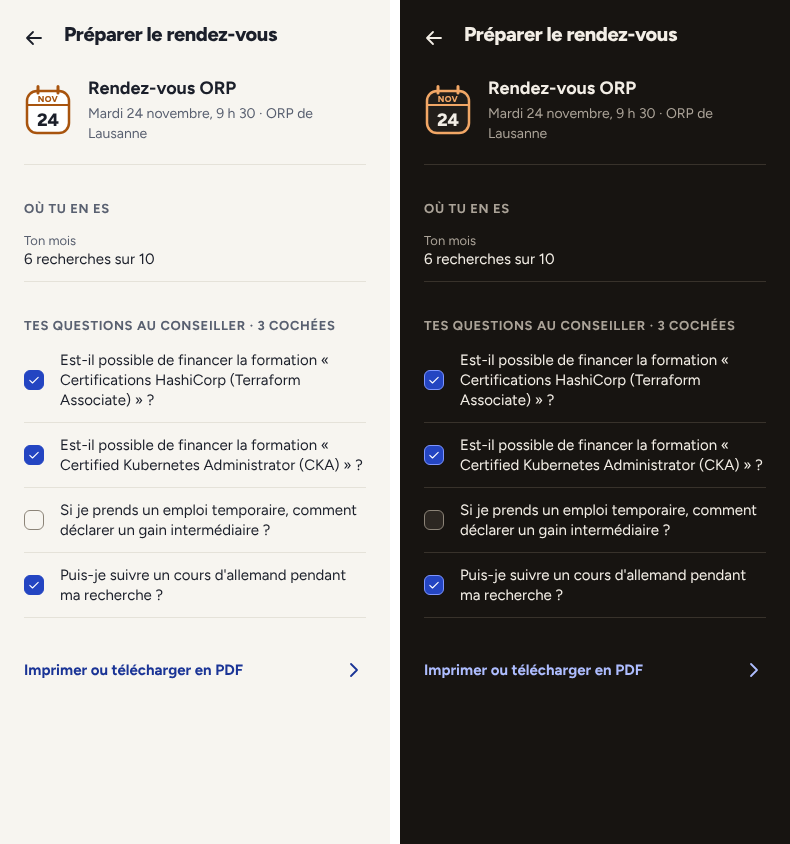 Préparer le rendez-vous
NOV
24
Rendez-vous ORP
Mardi 24 novembre, 9 h 30 · ORP de
Lausanne
OÙ TU EN ES
Ton mois
6 recherches sur 10
TES QUESTIONS AU CONSEILLER · 3 COCHÉES
Est-il possible de financer la formation «
Certifications HashiCorp (Terraform
Associate) » ?
Est-il possible de financer la formation «
Certified Kubernetes Administrator (CKA) » ?
Si je prends un emploi temporaire, comment
déclarer un gain intermédiaire ?
Puis-je suivre un cours d'allemand pendant
ma recherche ?
Imprimer ou télécharger en PDF
Préparer le rendez-vous
NOV
24
Rendez-vous ORP
Mardi 24 novembre, 9 h 30 · ORP de
Lausanne
OÙ TU EN ES
Ton mois
6 recherches sur 10
TES QUESTIONS AU CONSEILLER · 3 COCHÉES
Est-il possible de financer la formation «
Certifications HashiCorp (Terraform
Associate) » ?
Est-il possible de financer la formation «
Certified Kubernetes Administrator (CKA) » ?
Si je prends un emploi temporaire, comment
déclarer un gain intermédiaire ?
Puis-je suivre un cours d'allemand pendant
ma recherche ?
Imprimer ou télécharger en PDF